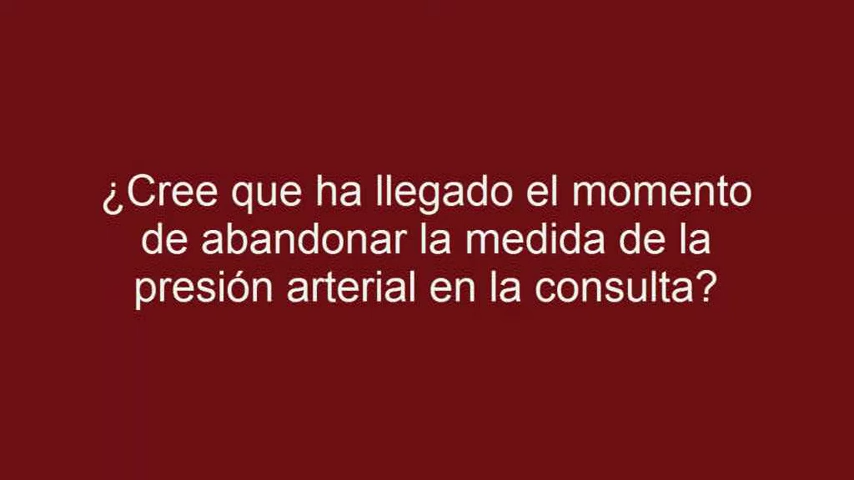 ¿Cree que ha llegado el momento
de abandonar la medida de la
presión arterial en la consulta?